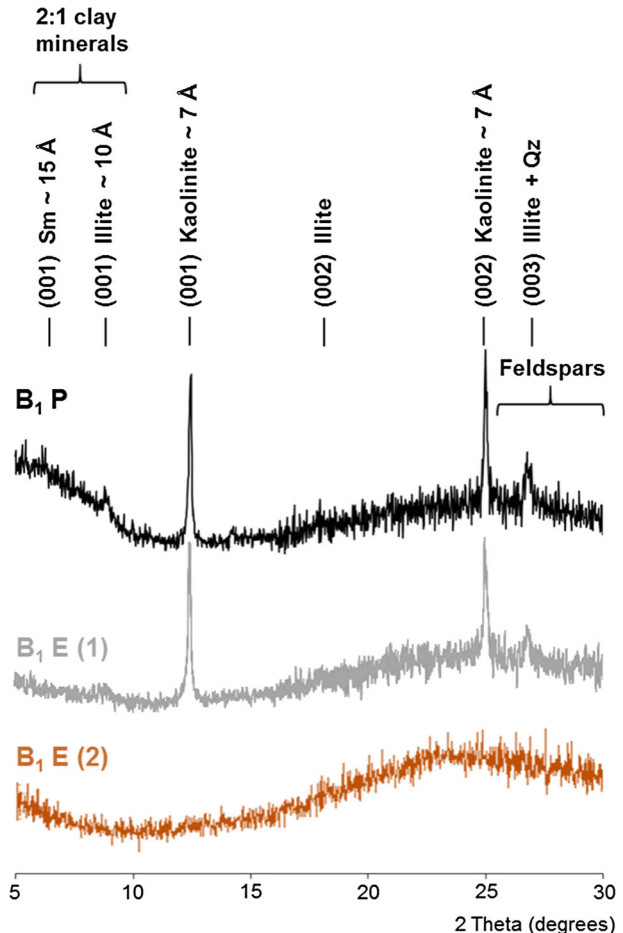 2:1 clay
minerals
(001) Sm ~ 15 Å
(001) Illite ~ 10 Å
(001) Kaolinite ~ 7 Å
(002) Illite
(002) Kaolinite ~ 7 Å
(003) Illite + Qz
Feldspars
B₁ P
B₁ E (1)
B₁ E (2)
5 10 15 20 25 30
2 Theta (degrees)